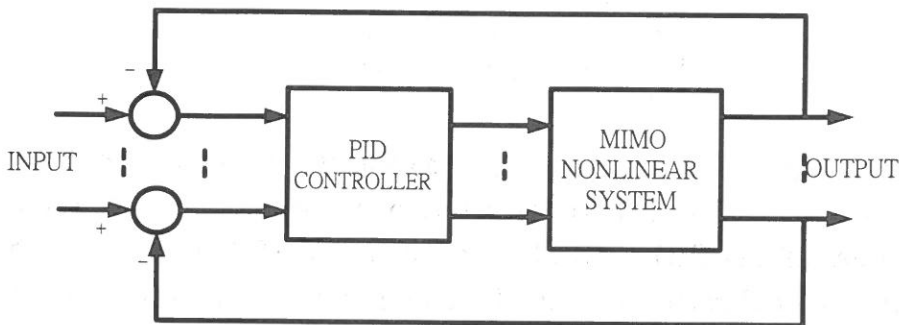 -
+
INPUT
PID
CONTROLLER
MIMO
NONLINEAR
SYSTEM
OUTPUT
+
-